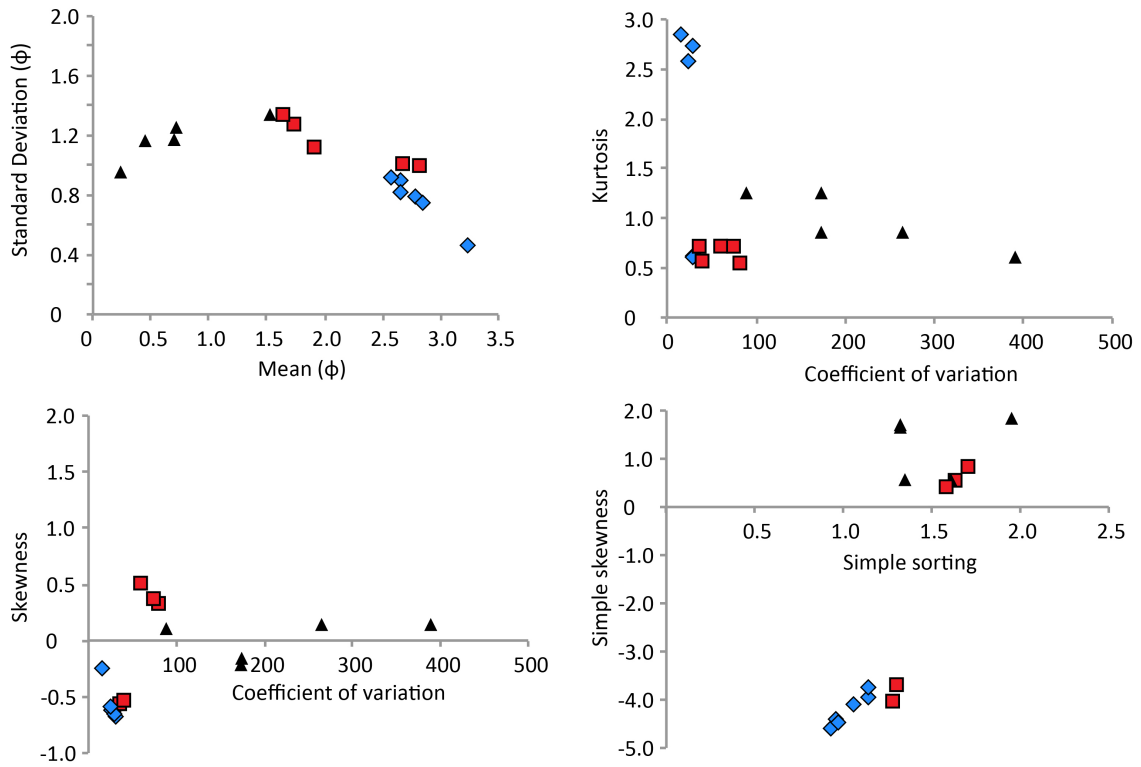 Standard Deviation (ϕ)
2.0
1.6
1.2
0.8
0.4
0
0 0.5 1.0 1.5 2.0 2.5 3.0 3.5
Mean (ϕ)
Kurtosis
3.0
2.5
2.0
1.5
1.0
0.5
0
0 100 200 300 400 500
Coefficient of variation
Skewness
2.0
1.5
1.0
0.5
0
-0.5
-1.0
100 200 300 400 500
Coefficient of variation
Simple skewness
2.0
1.0
0
-1.0
-2.0
-3.0
-4.0
-5.0
0.5 1.0 1.5 2.0 2.5
Simple sorting